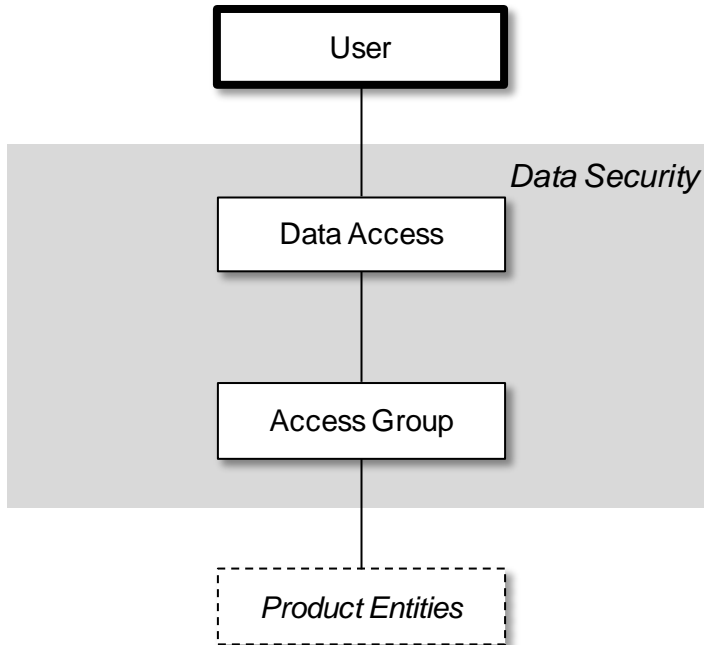 User
Data Security
Data Access
Access Group
Product Entities